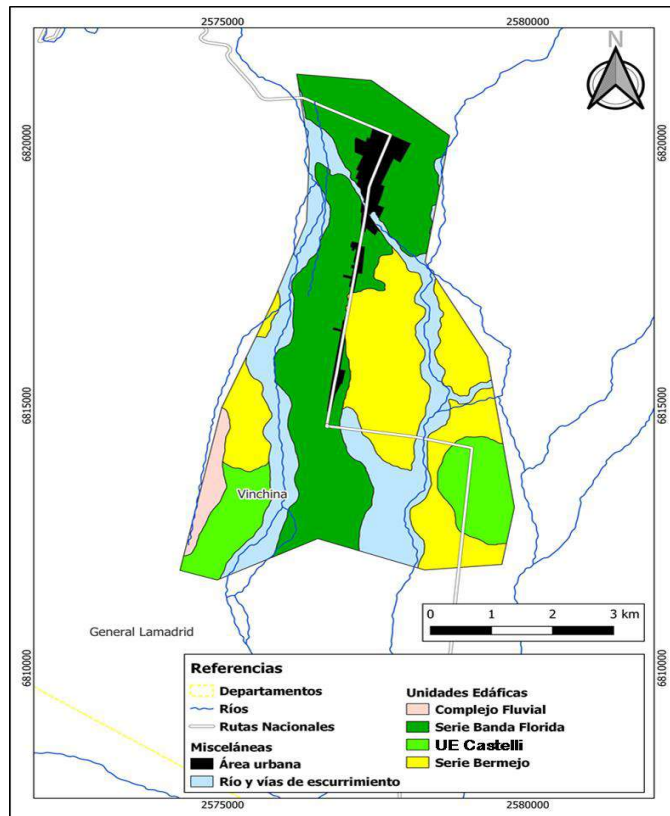 2575000
2580000
N
6820000
6820000
6815000
6815000
Vinchina
0 1 2 3 km
General Lamadrid
6810000
6810000
Referencias
Departamentos
Ríos
Rutas Nacionales
Misceláneas
Área urbana
Río y vías de escurrimiento
Unidades Edáficas
Complejo Fluvial
Serie Banda Florida
UE Castelli
Serie Bermejo
2575000
2580000